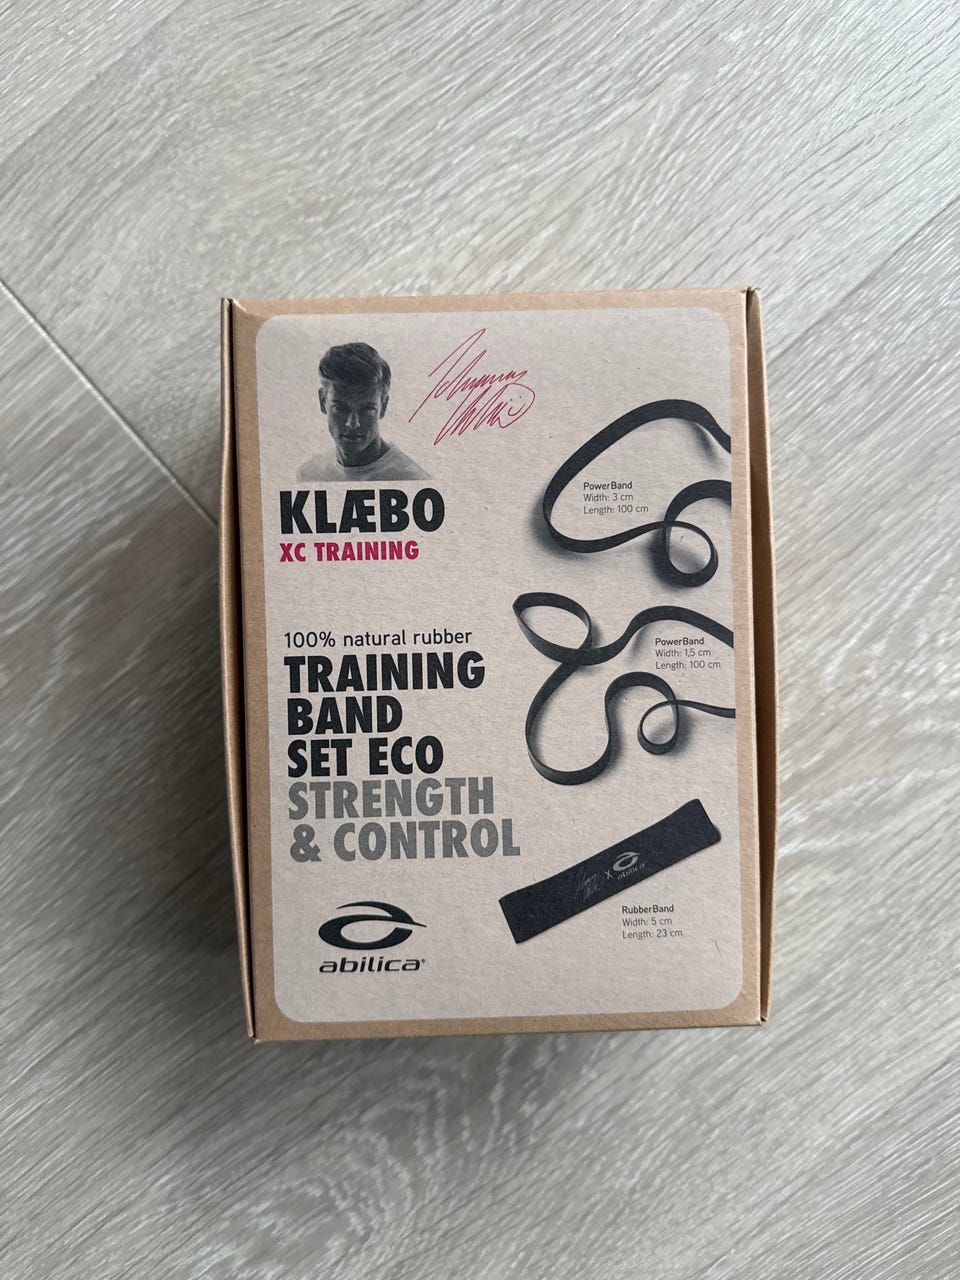 KLÆBO
XC TRAINING
100% natural rubber
TRAINING
BAND
SET ECO
STRENGTH
& CONTROL
abilica®
PowerBand
Width: 3 cm
Length: 100 cm
PowerBand
Width: 1,5 cm
Length: 100 cm
X abilica
RubberBand
Width: 5 cm
Length: 23 cm